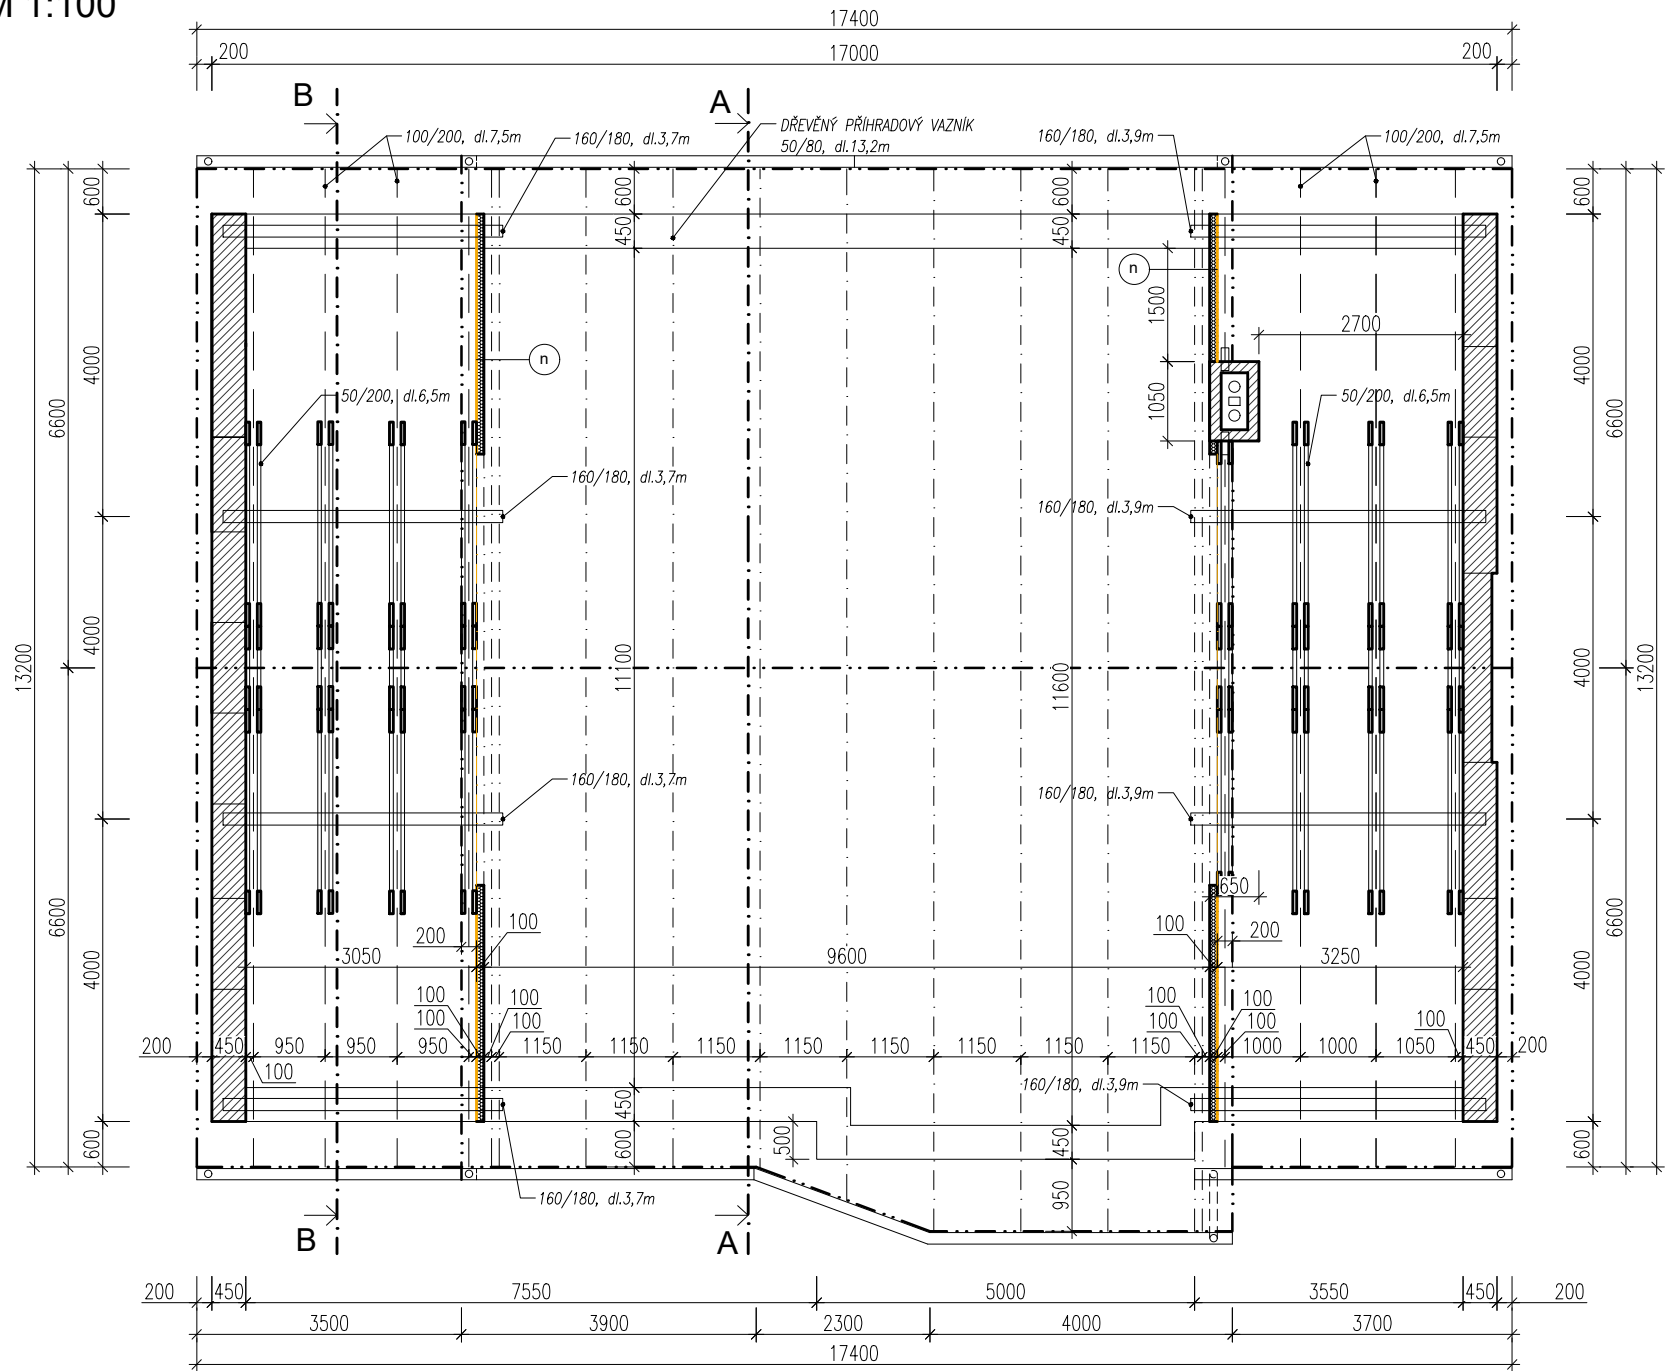 M 1:100
17400
200 17000 200
B A
DŘEVĚNÝ PŘÍHRADOVÝ VAZNÍK
50/80, dl.13,2m
100/200, dl.7,5m
160/180, dl.3,7m
160/180, dl.3,9m
100/200, dl.7,5m
600 600 600 600
450 450
n
n
1500
2700
4000 4000
1050
6600 6600
50/200, dl.6,5m
50/200, dl.6,5m
160/180, dl.3,7m
160/180, dl.3,9m
13200 4000 11100 11600 4000 13200
160/180, dl.3,7m
160/180, dl.3,9m
650
6600 6600
200 100 100 200
4000 4000
3050 9600 3250
100 100 100 100
100 100 100 100
100
200 450 950 950 950 1150 1150 1150 1150 1150 1150 1150 1150 1000 1000 1050 450 200
100
160/180, dl.3,9m
450
600 600 500 450 600
160/180, dl.3,7m
950
B A
200 450 7550 5000 3550 450 200
3500 3900 2300 4000 3700
17400